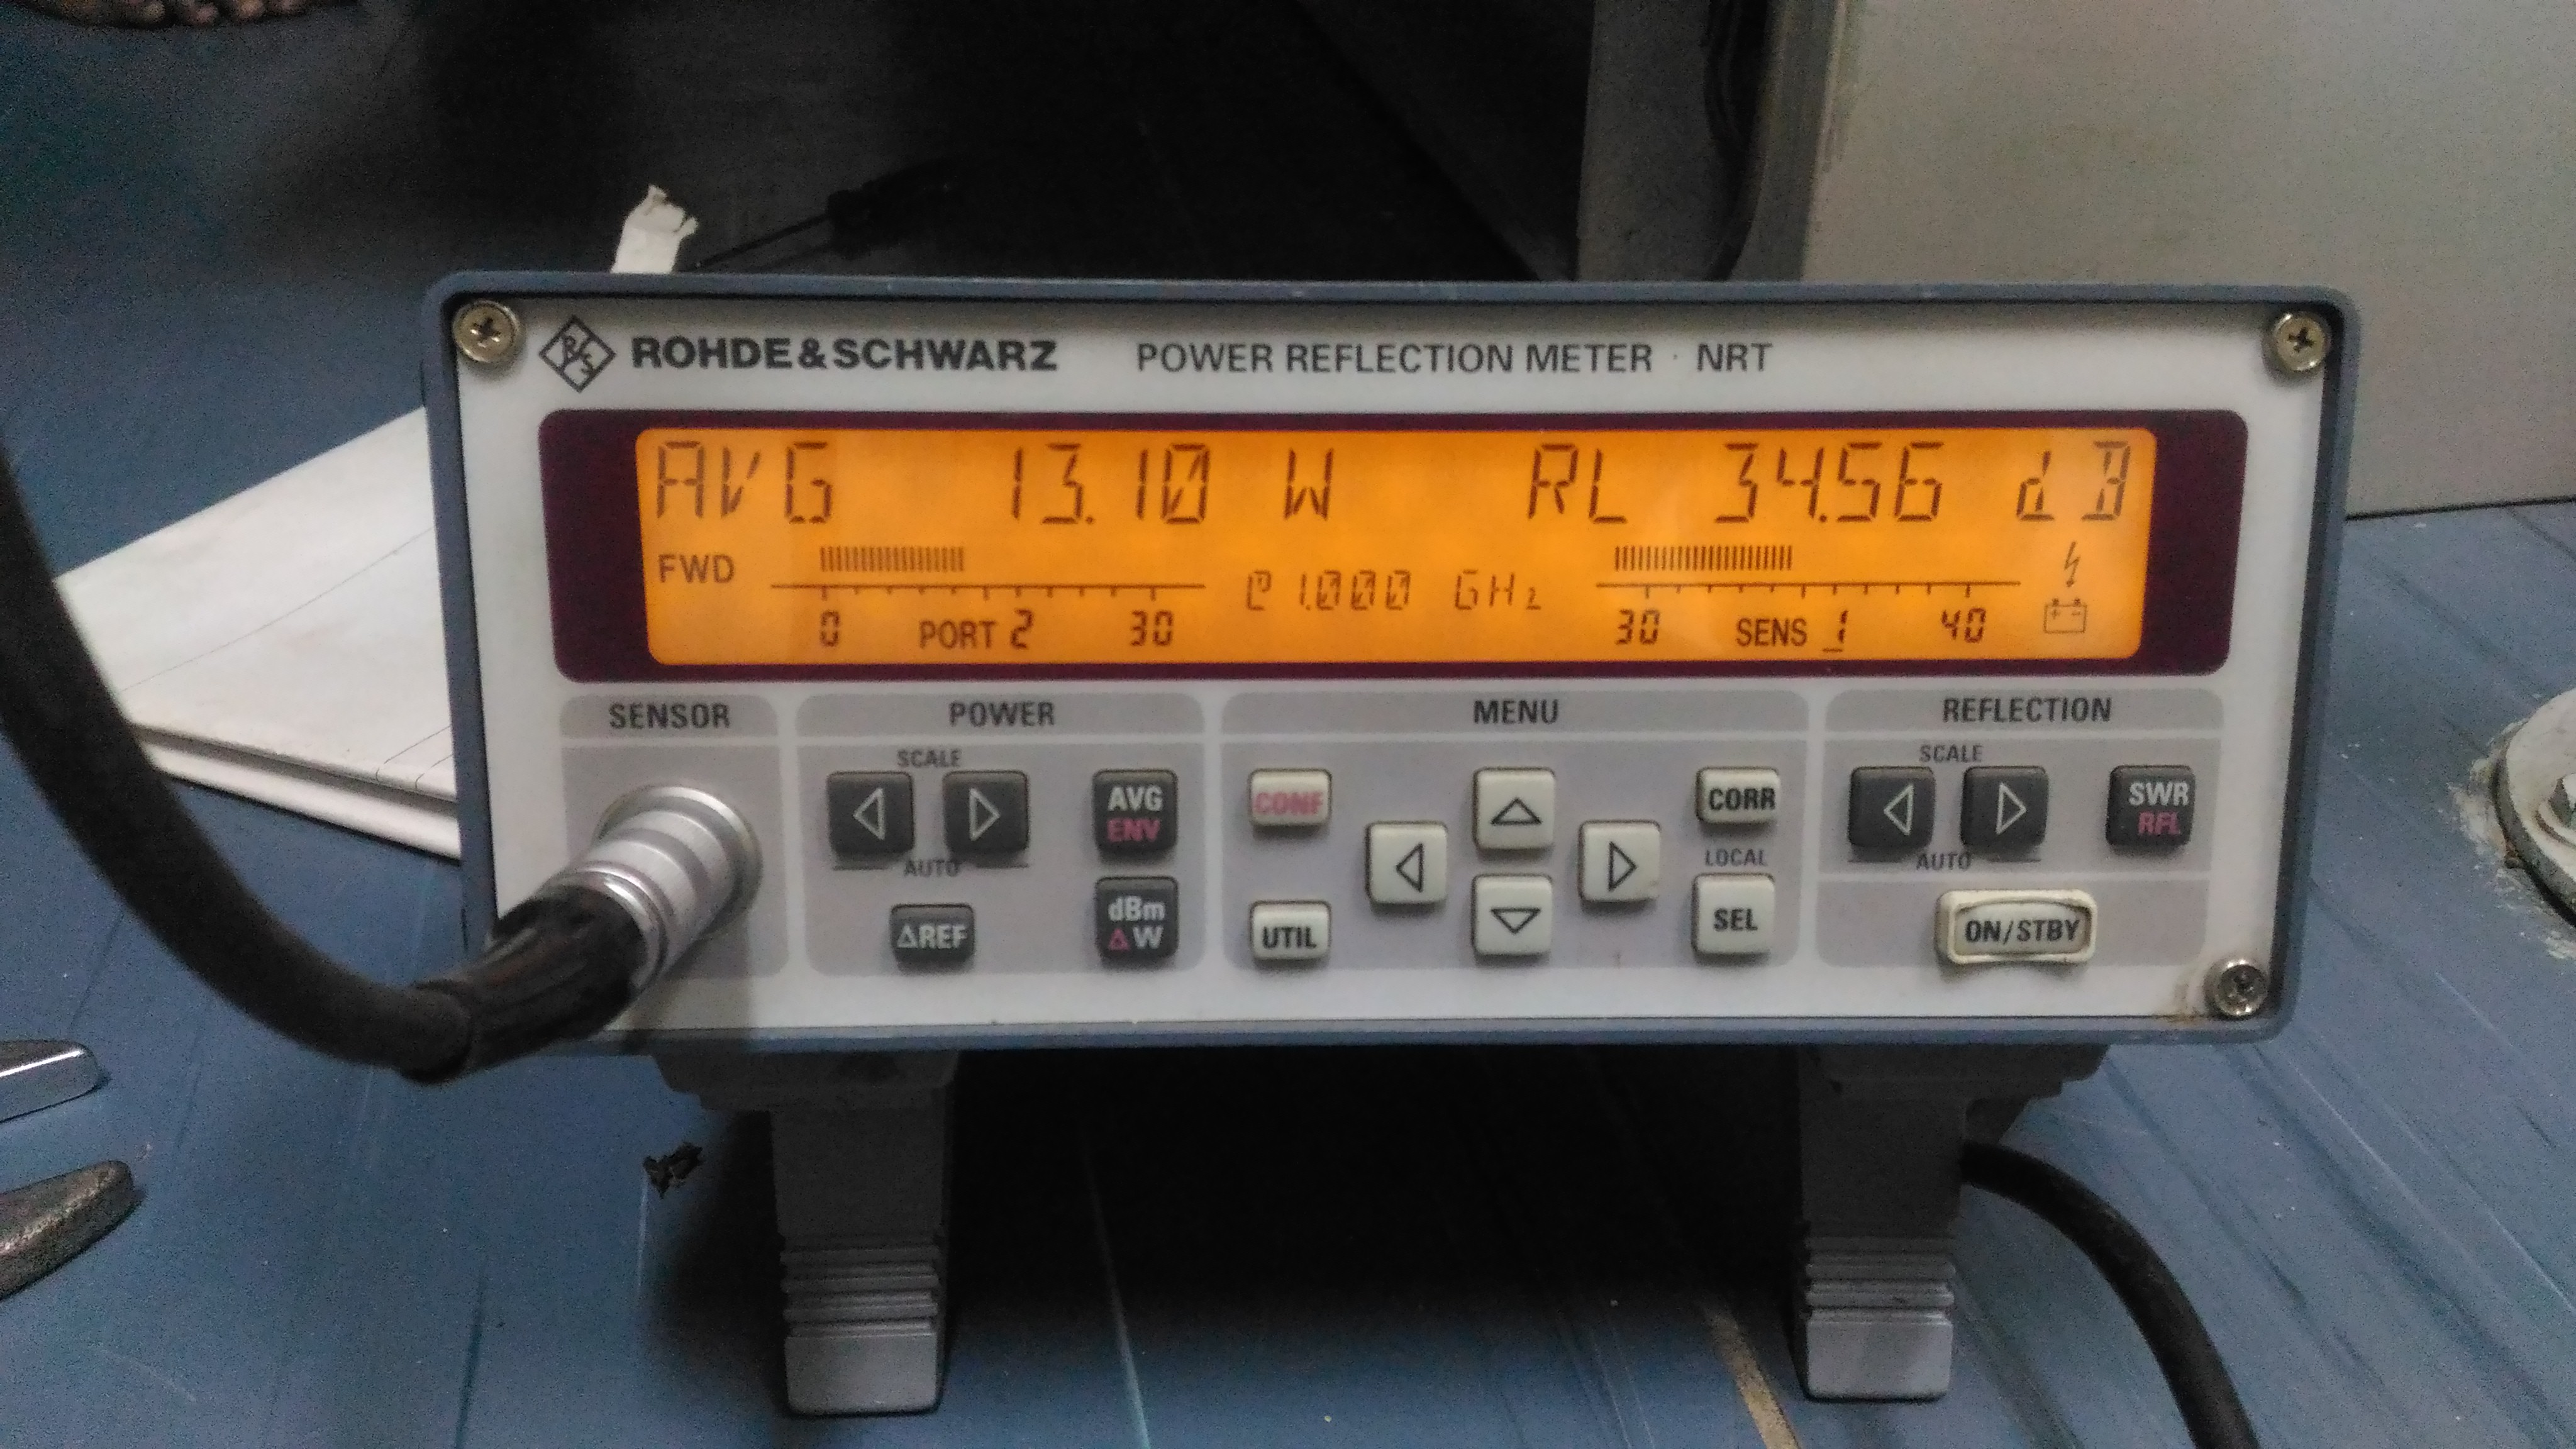 R&S ROHDE&SCHWARZ POWER REFLECTION METER · NRT
AVG 13.10 W RL 34.56 dB
FWD @1.000 GHz
0 PORT 2 30 30 SENS 1 40
SENSOR POWER MENU REFLECTION
SCALE SCALE
AVG CONF CORR SWR
ENV RFL
AUTO LOCAL AUTO
ΔREF dBm UTIL SEL ON/STBY
Δ W